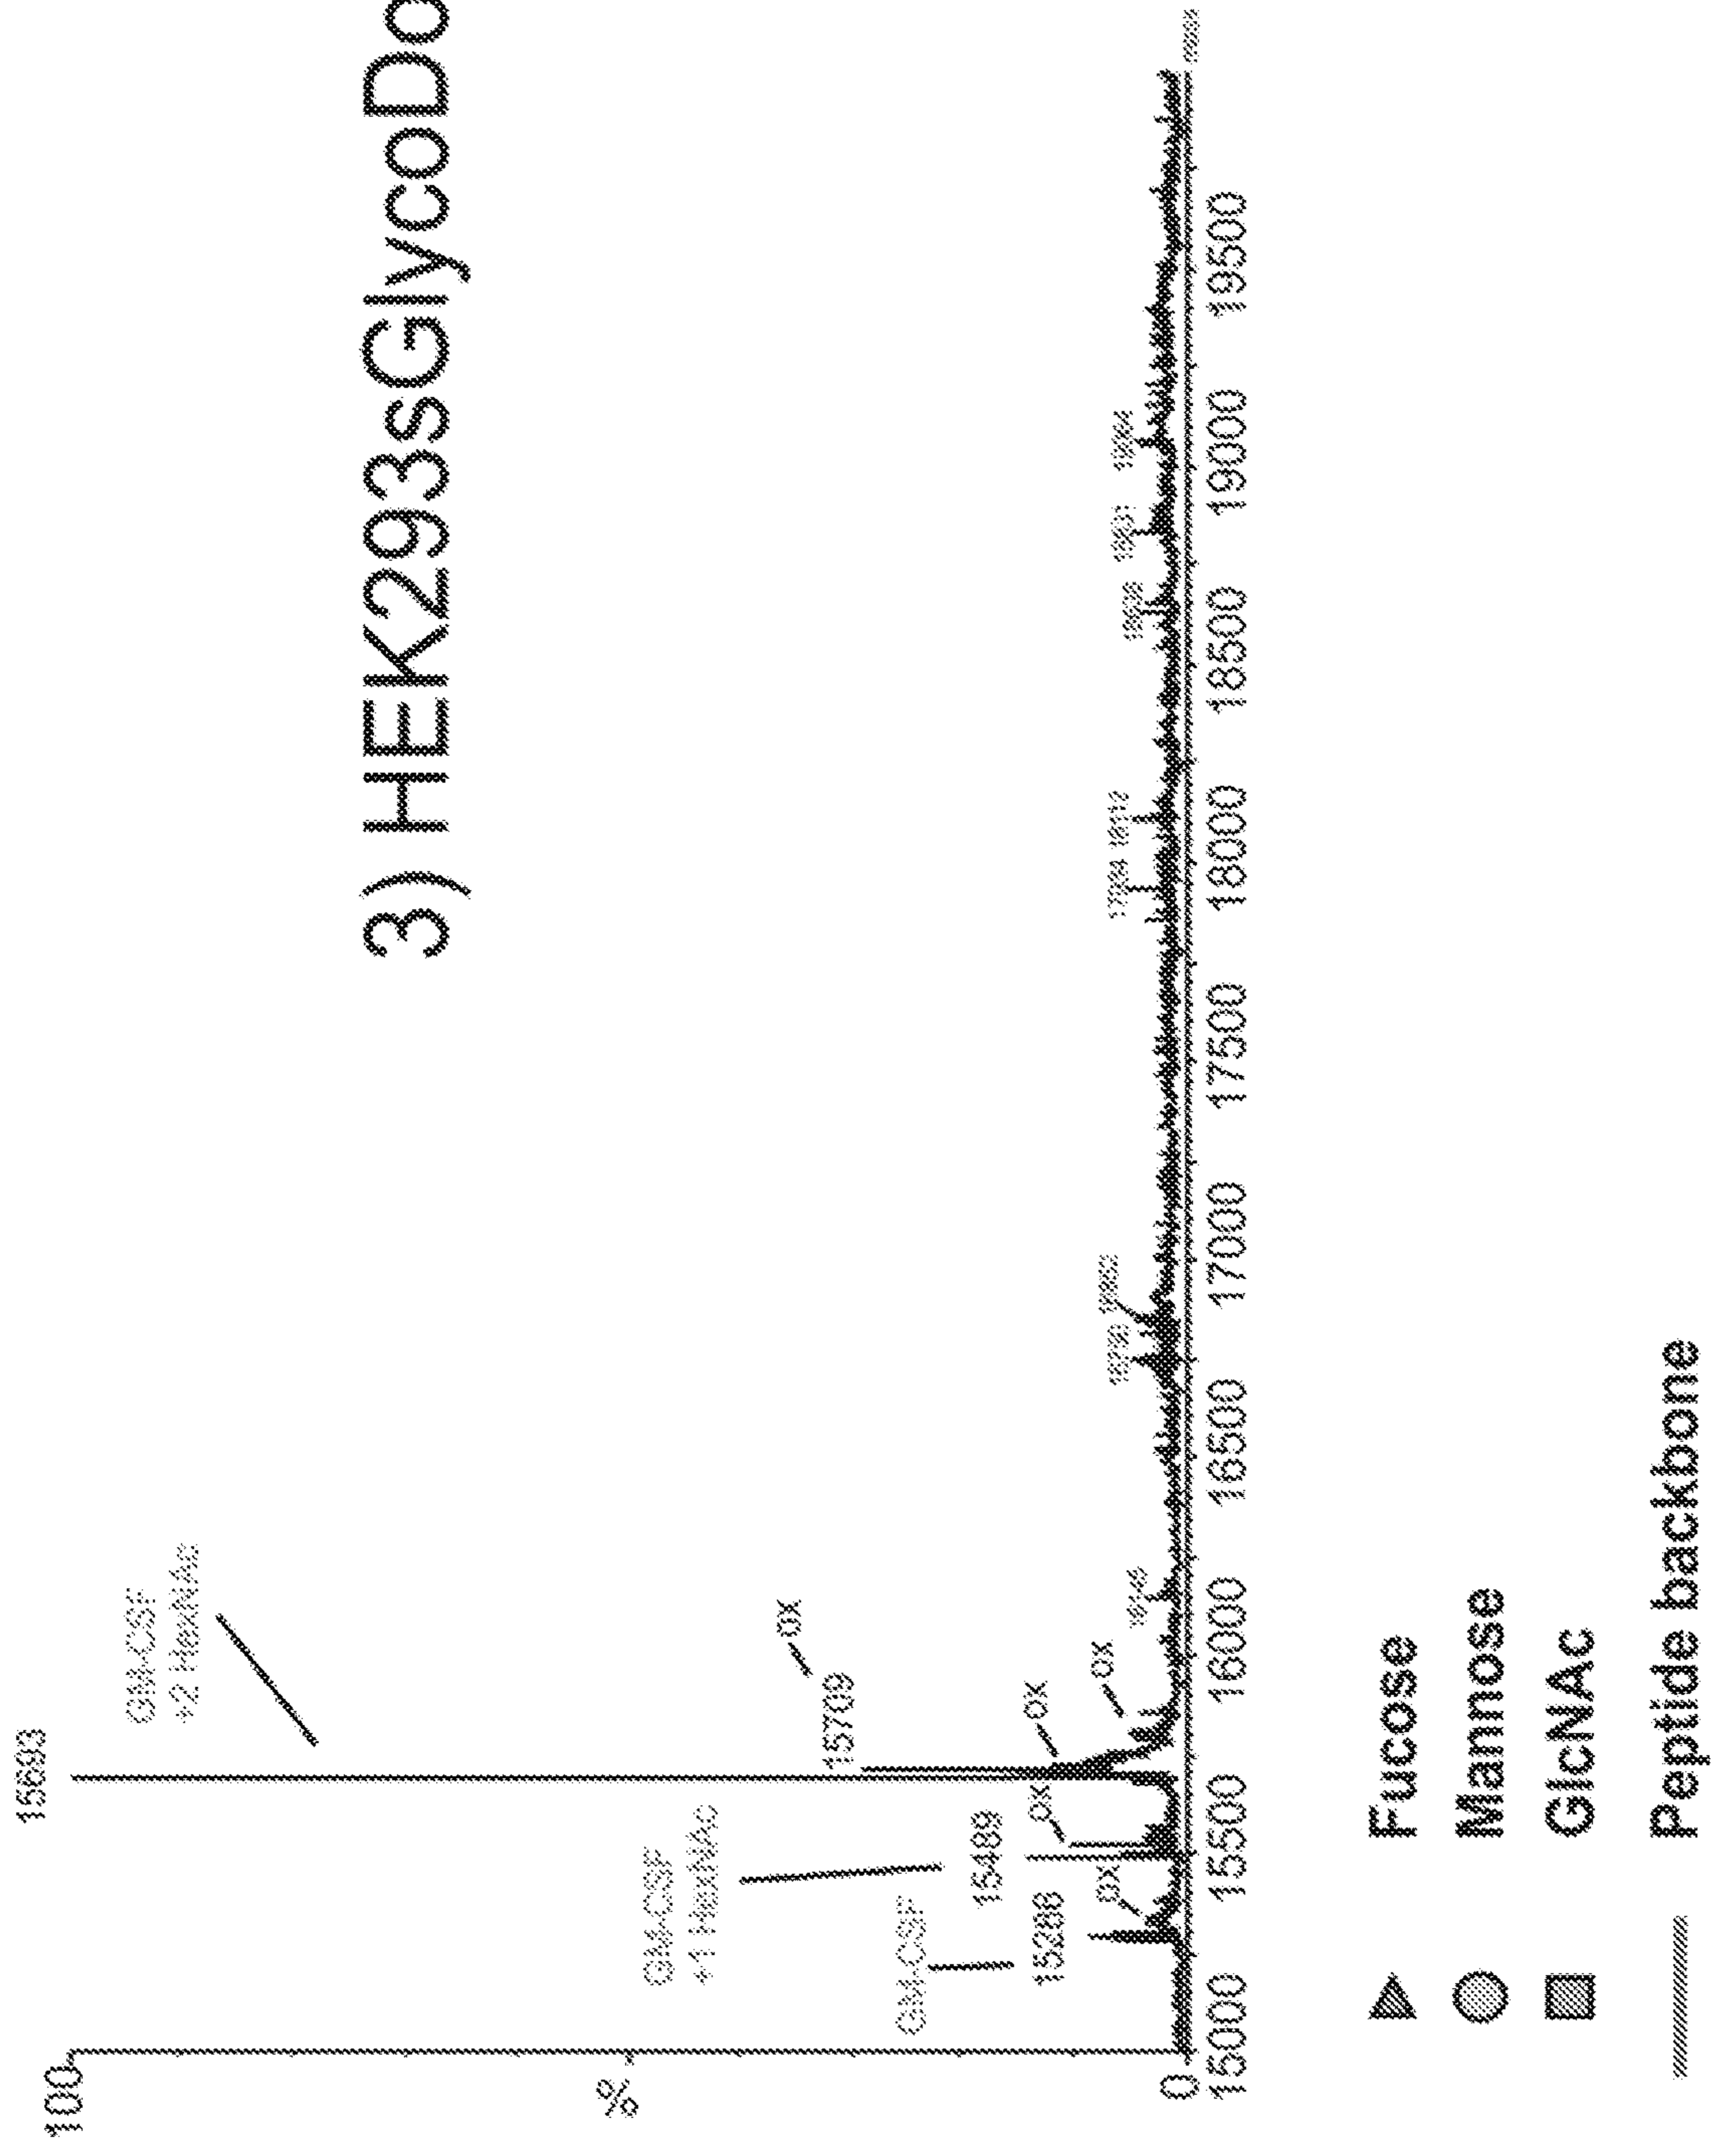 3) HEK293sGlycoDo
100
%
0
15693
GM-CSF
+2 HexNAc
15709
ox
GM-CSF
+1 HexNAc
15489
ox
GM-CSF
15286
ox
ox
ox
16145
18112
15000
15500
16000
16500
17000
17500
18000
18500
19000
19500
Fucose
Mannose
GlcNAc
Peptide backbone